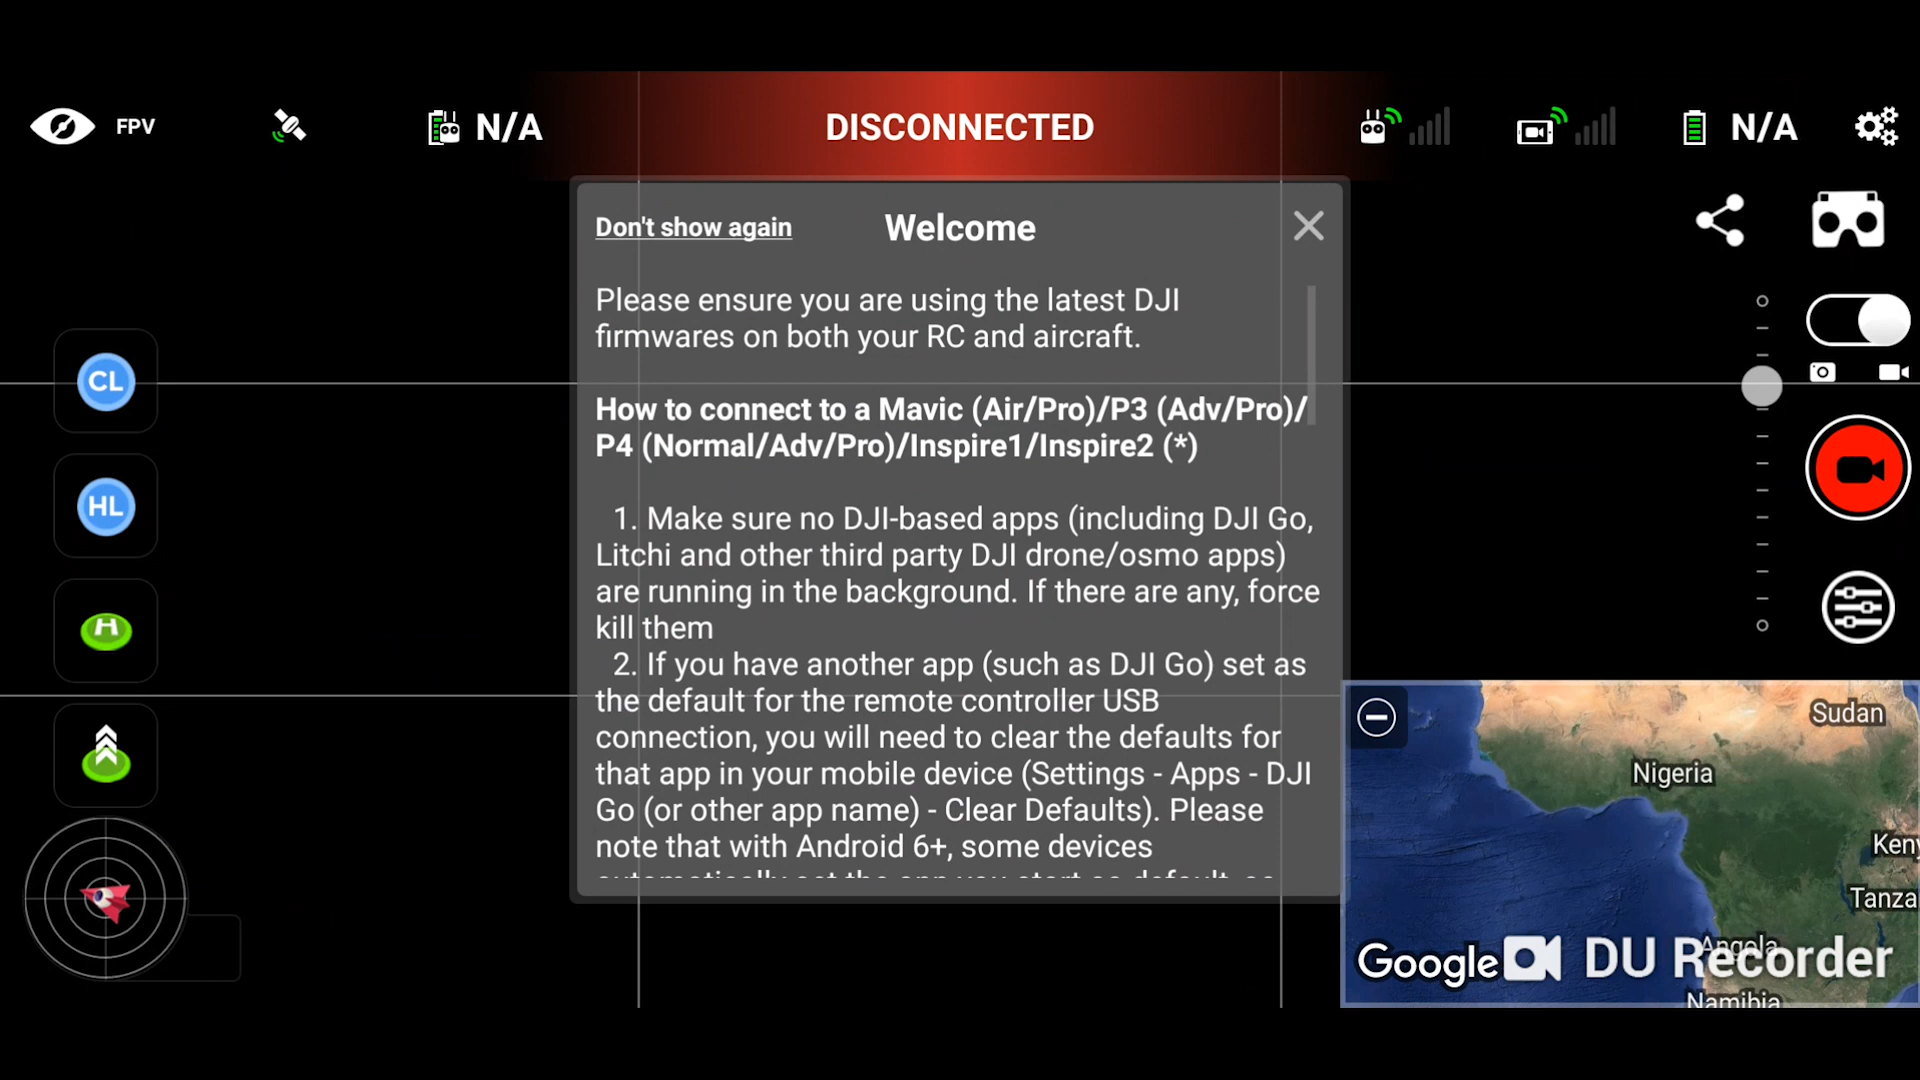 FPV
N/A
DISCONNECTED
N/A
Don't show again
Welcome
Please ensure you are using the latest DJI
firmwares on both your RC and aircraft.
How to connect to a Mavic (Air/Pro)/P3 (Adv/Pro)/
P4 (Normal/Adv/Pro)/Inspire1/Inspire2 (*)
1. Make sure no DJI-based apps (including DJI Go,
Litchi and other third party DJI drone/osmo apps)
are running in the background. If there are any, force
kill them
2. If you have another app (such as DJI Go) set as
the default for the remote controller USB
connection, you will need to clear the defaults for
that app in your mobile device (Settings - Apps - DJI
Go (or other app name) - Clear Defaults). Please
note that with Android 6+, some devices
CL
HL
H
Sudan
Nigeria
Keny
Tanza
Angola
Google
DU Recorder
Namibia